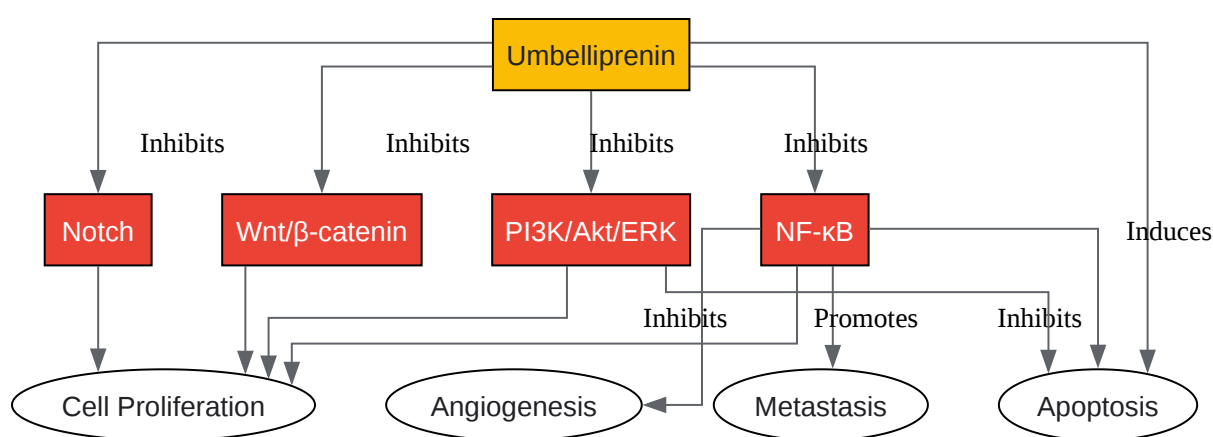 Umbelliprenin
Inhibits
Inhibits
Inhibits
Inhibits
Notch
Wnt/β-catenin
PI3K/Akt/ERK
NF-κB
Induces
Inhibits
Promotes
Inhibits
Cell Proliferation
Angiogenesis
Metastasis
Apoptosis